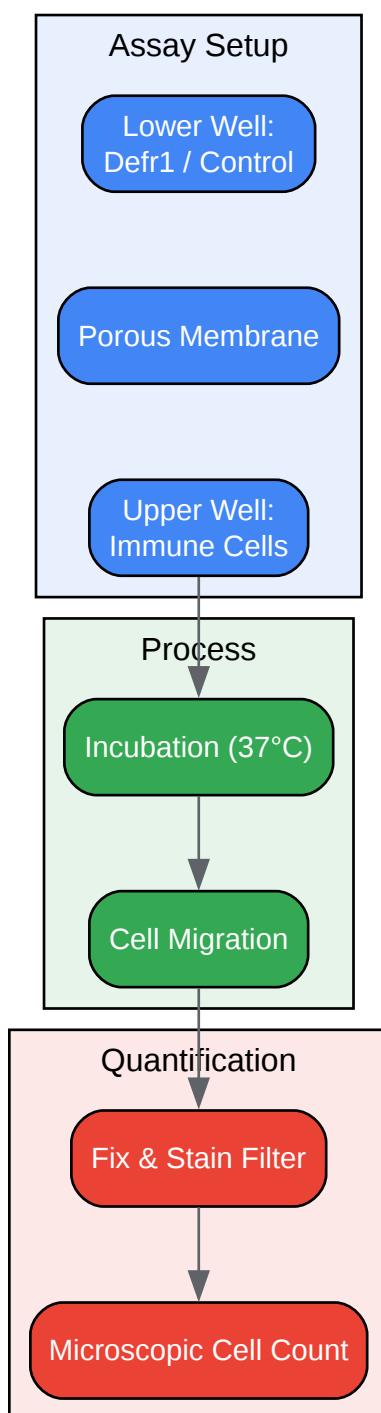 Assay Setup
Lower Well:
Defr1 / Control
Porous Membrane
Upper Well:
Immune Cells
Process
Incubation (37°C)
Cell Migration
Quantification
Fix & Stain Filter
Microscopic Cell Count